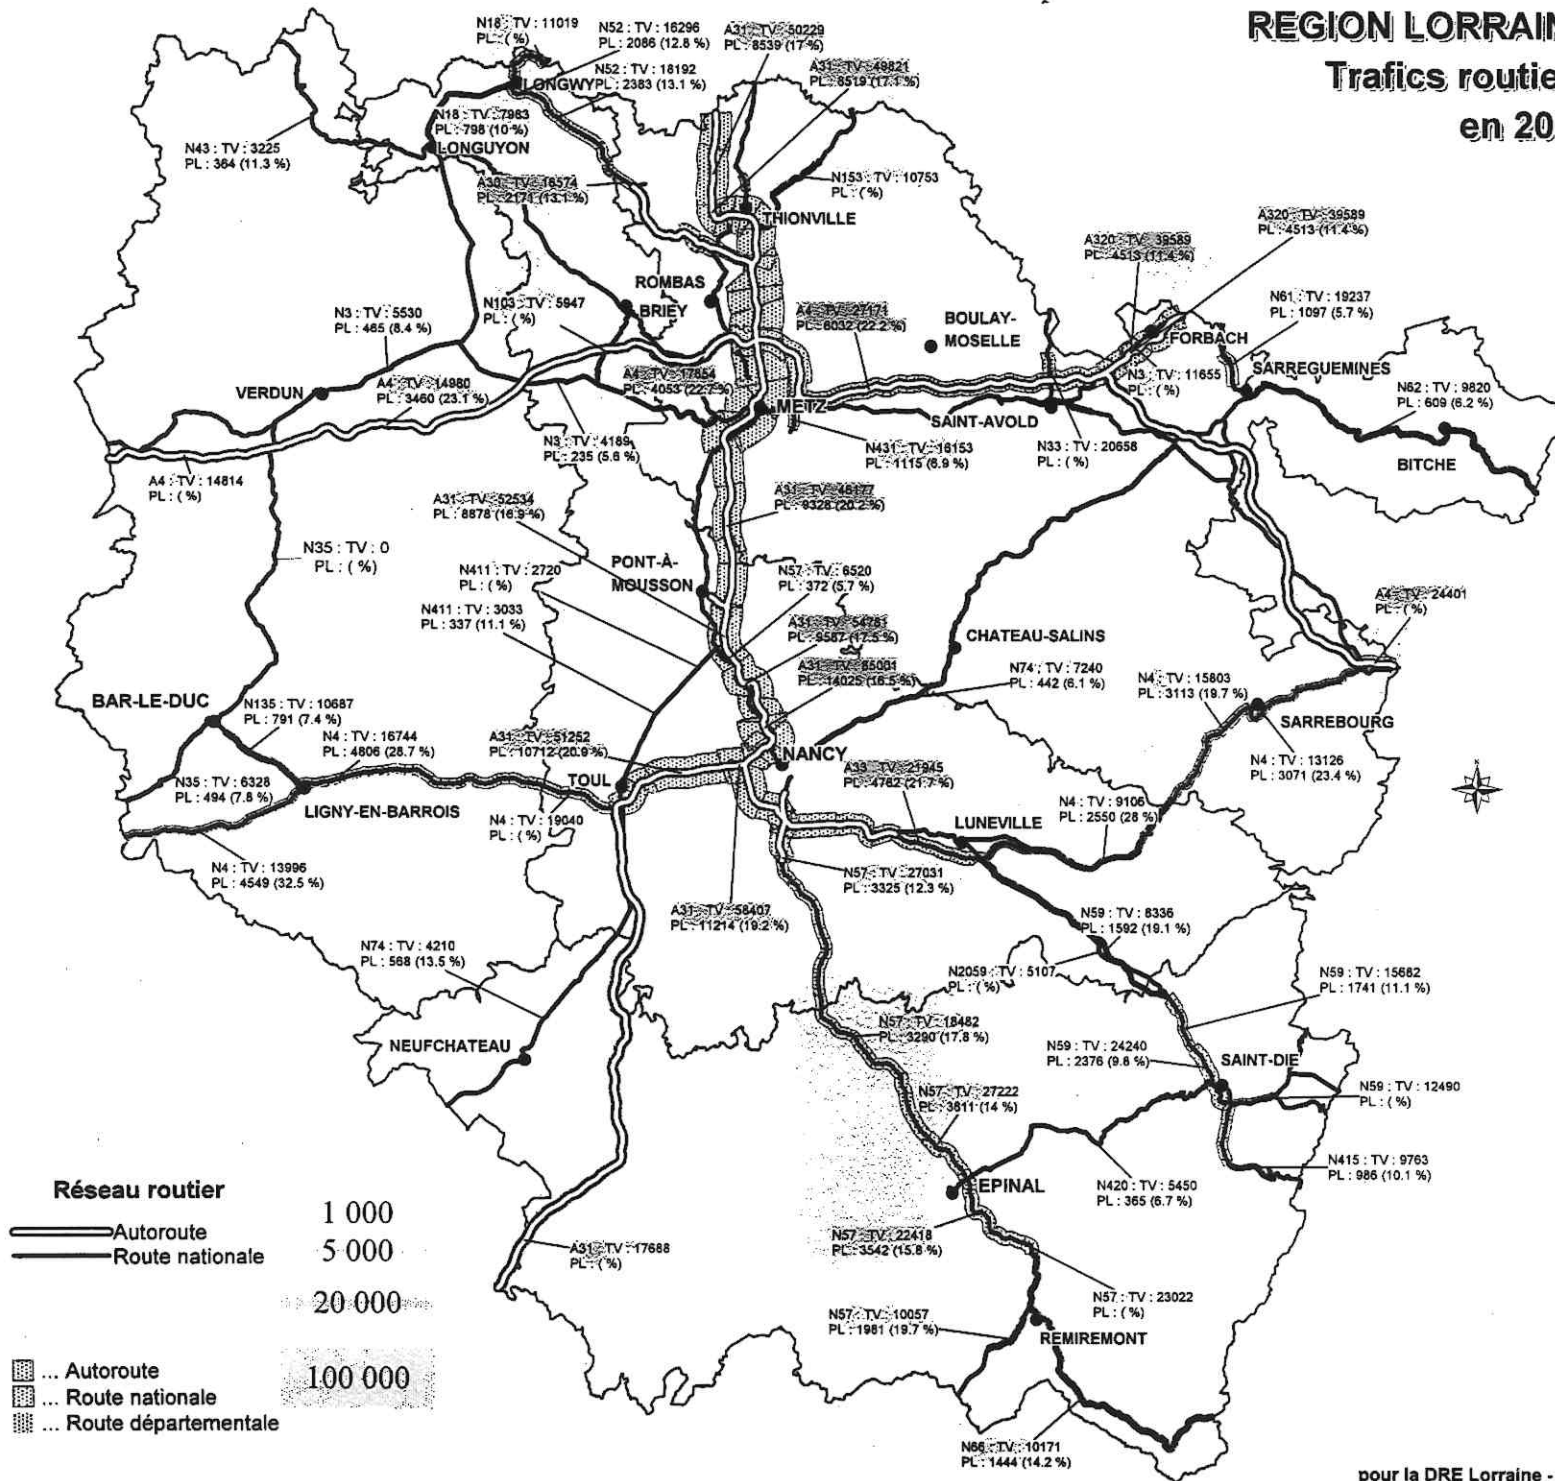 REGION LORRAIN
Trafics routie
en 20
N18 : TV : 11019
PL : ( %)
N52 : TV : 16296
PL : 2086 (12.8 %)
A31 : TV : 50229
PL : 8539 (17 %)
N52 : TV : 18192
PL : 2383 (13.1 %)
A31 : TV : 49821
PL : 8519 (17.1 %)
LONGWY
N18 : TV : 7983
PL : 798 (10 %)
LONGUYON
N43 : TV : 3225
PL : 364 (11.3 %)
A30 : TV : 16574
PL : 2171 (13.1 %)
N153 : TV : 10753
PL : ( %)
THIONVILLE
A320 : TV : 39589
PL : 4513 (11.4 %)
A320 : TV : 39589
PL : 4513 (11.4 %)
ROMBAS
BRIEY
N3 : TV : 5530
PL : 465 (8.4 %)
N103 : TV : 5947
PL : ( %)
A4 : TV : 27171
PL : 6032 (22.2 %)
BOULAY-
MOSELLE
N61 : TV : 19237
PL : 1097 (5.7 %)
FORBACH
VERDUN
A4 : TV : 14980
PL : 3460 (23.1 %)
A4 : TV : 17854
PL : 4053 (22.7 %)
N3 : TV : 11655
PL : ( %)
SARREGUEMINES
N62 : TV : 9820
PL : 609 (6.2 %)
METZ
SAINT-AVOLD
N3 : TV : 4189
PL : 235 (5.6 %)
N431 : TV : 16153
PL : 1115 (6.9 %)
N33 : TV : 20658
PL : ( %)
BITCHE
A4 : TV : 14814
PL : ( %)
A31 : TV : 52534
PL : 8878 (16.9 %)
A31 : TV : 46177
PL : 9328 (20.2 %)
N35 : TV : 0
PL : ( %)
N411 : TV : 2720
PL : ( %)
PONT-À-
MOUSSON
N57 : TV : 6520
PL : 372 (5.7 %)
N411 : TV : 3033
PL : 337 (11.1 %)
A4 : TV : 24401
PL : ( %)
A31 : TV : 54781
PL : 9587 (17.5 %)
CHATEAU-SALINS
A31 : TV : 85001
PL : 14025 (16.5 %)
N74 : TV : 7240
PL : 442 (6.1 %)
N4 : TV : 15803
PL : 3113 (19.7 %)
BAR-LE-DUC
N135 : TV : 10687
PL : 791 (7.4 %)
SARREBOURG
N4 : TV : 16744
PL : 4806 (28.7 %)
A31 : TV : 51252
PL : 10712 (20.9 %)
NANCY
N4 : TV : 13126
PL : 3071 (23.4 %)
N35 : TV : 6328
PL : 494 (7.8 %)
TOUL
A33 : TV : 21945
PL : 4762 (21.7 %)
LIGNY-EN-BARROIS
N4 : TV : 19040
PL : ( %)
LUNEVILLE
N4 : TV : 9106
PL : 2550 (28 %)
N4 : TV : 13996
PL : 4549 (32.5 %)
N57 : TV : 27031
PL : 3325 (12.3 %)
A31 : TV : 58407
PL : 11214 (19.2 %)
N59 : TV : 8336
PL : 1592 (19.1 %)
N74 : TV : 4210
PL : 568 (13.5 %)
N2059 : TV : 5107
PL : ( %)
N59 : TV : 15682
PL : 1741 (11.1 %)
N57 : TV : 18482
PL : 3290 (17.8 %)
NEUFCHATEAU
N59 : TV : 24240
PL : 2376 (9.8 %)
SAINT-DIE
N57 : TV : 27222
PL : 3811 (14 %)
N59 : TV : 12490
PL : ( %)
N415 : TV : 9763
PL : 986 (10.1 %)
EPINAL
N420 : TV : 5450
PL : 365 (6.7 %)
N57 : TV : 22418
PL : 3542 (15.8 %)
A31 : TV : 17688
PL : ( %)
N57 : TV : 23022
PL : ( %)
N57 : TV : 10057
PL : 1981 (19.7 %)
REMIREMONT
N66 : TV : 10171
PL : 1444 (14.2 %)
Réseau routier
Autoroute
Route nationale
1 000
5 000
20 000
100 000
... Autoroute
... Route nationale
... Route départementale
N
pour la DRE Lorraine -